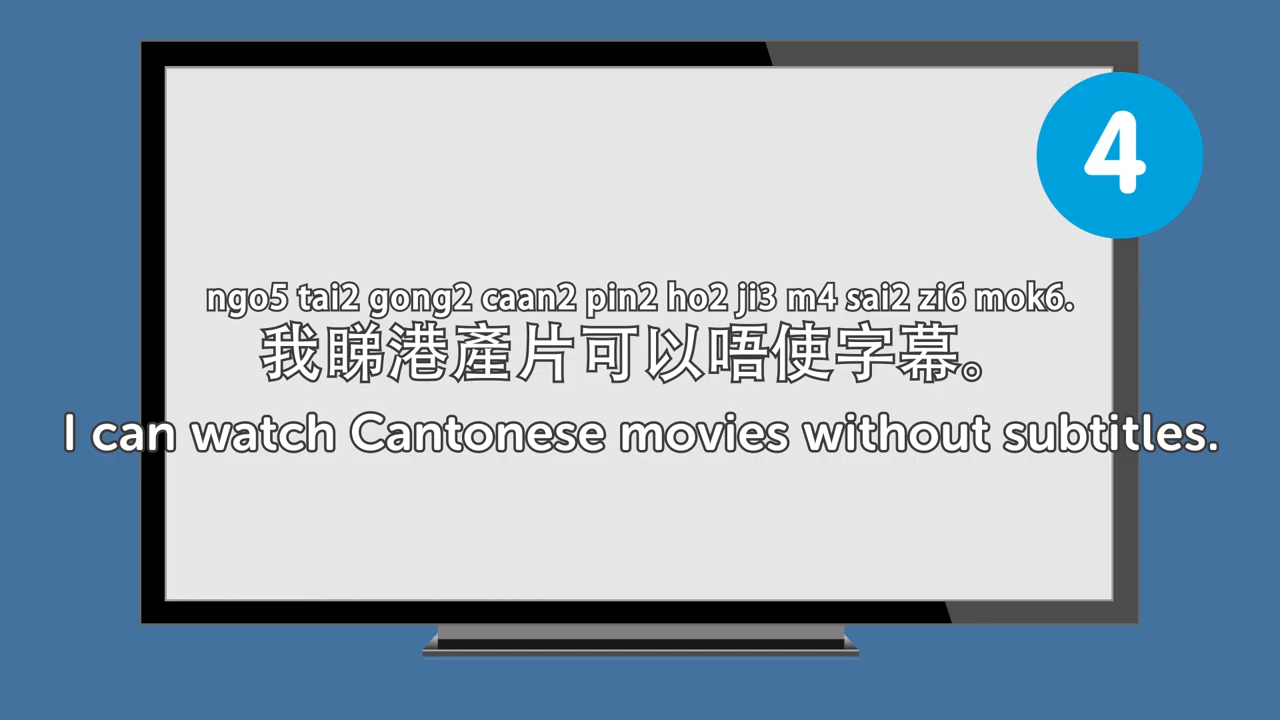 4
ngo5 tai2 gong2 caan2 pin2 ho2 ji3 m4 sai2 zi6 mok6.
我睇港產片可以唔使字幕。
I can watch Cantonese movies without subtitles.